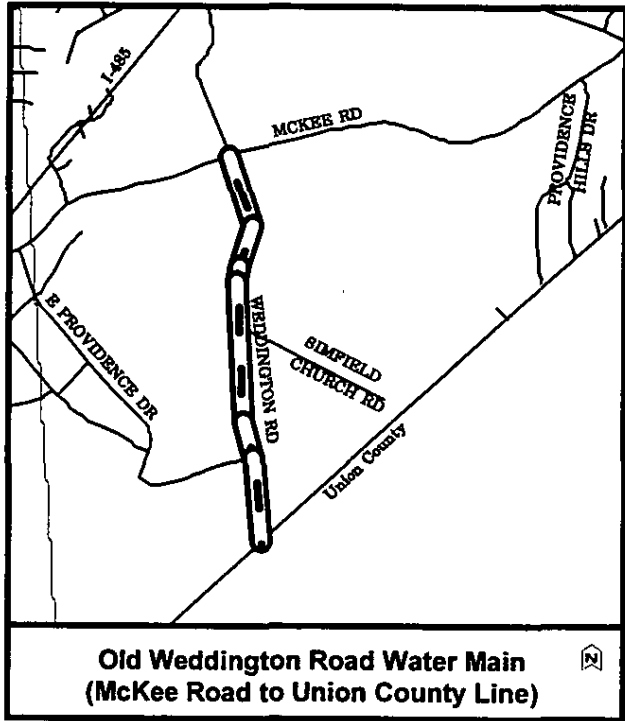 I-485
MCKEE RD
PROVIDENCE
HILLS DR
WEDDINGTON RD
SIMFIELD
CHURCH RD
E PROVIDENCE DR
Union County
Old Weddington Road Water Main
(McKee Road to Union County Line)
N